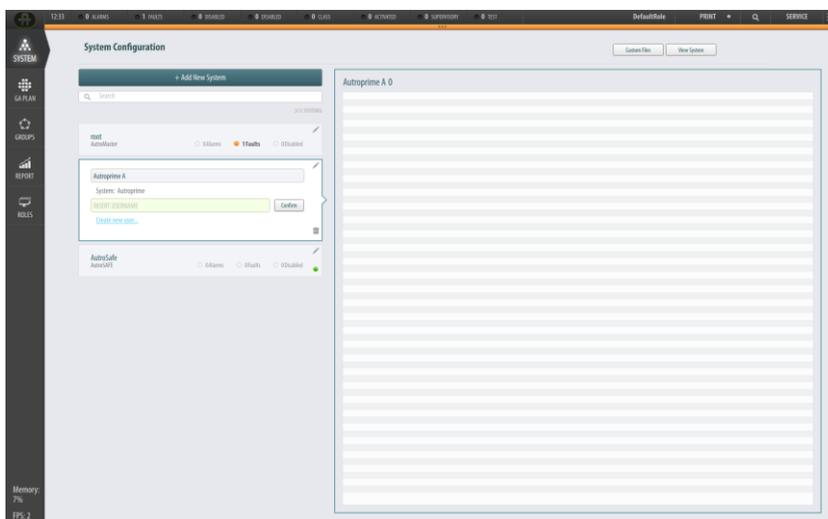 12:33 0 ALARMS 1 FAULTS 0 DISABLED 0 DISABLED 0 CLASS 0 ACTIVATED 0 SUPERVISORY 0 TEST DefaultRole PRINT SERVICE
SYSTEM
GA PLAN
GROUPS
REPORT
ROLES
Memory:
7%
FPS: 2
System Configuration
Custom Files View System
+ Add New System
Search
root
AutroMaster 0 Alarms 1 Faults 0 Disabled
Autroprime A
System: Autroprime
INSERT USERNAME Confirm
Create new user...
AutroSafe
AutroSAFE 0 Alarms 0 Faults 0 Disabled
Autroprime A 0